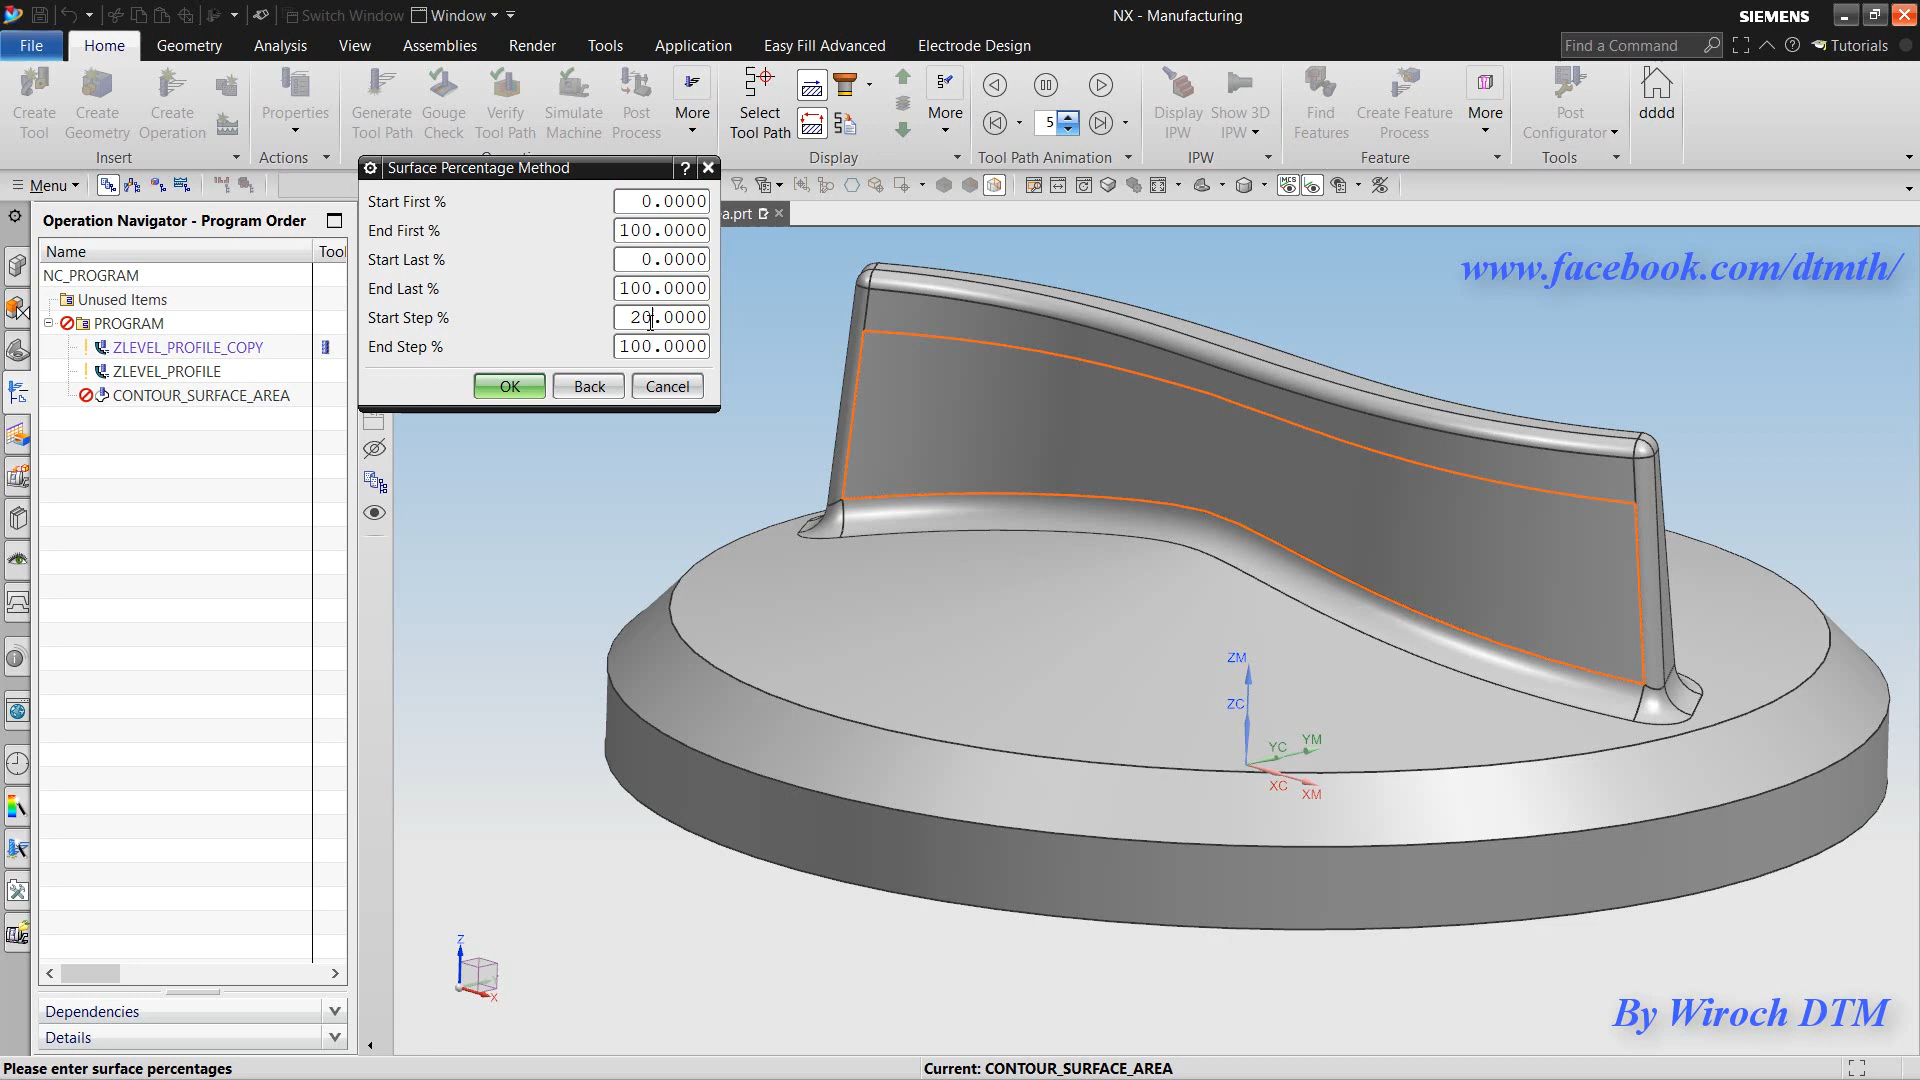 Switch Window
Window
NX - Manufacturing
SIEMENS
File
Home
Geometry
Analysis
View
Assemblies
Render
Tools
Application
Easy Fill Advanced
Electrode Design
Find a Command
Tutorials
Create Tool
Create Geometry
Create Operation
Properties
Generate Tool Path
Gouge Check
Verify Tool Path
Simulate Machine
Post Process
More
Select Tool Path
More
5
Display IPW
Show 3D IPW
Find Features
Create Feature Process
More
Post Configurator
dddd
Insert
Actions
Display
Tool Path Animation
IPW
Feature
Tools
Menu
MCS
Surface Percentage Method
?
Start First %
0.0000
End First %
100.0000
Start Last %
0.0000
End Last %
100.0000
Start Step %
20.0000
End Step %
100.0000
OK
Back
Cancel
a.prt
Operation Navigator - Program Order
Name
Tool
NC_PROGRAM
Unused Items
PROGRAM
ZLEVEL_PROFILE_COPY
ZLEVEL_PROFILE
CONTOUR_SURFACE_AREA
Dependencies
Details
www.facebook.com/dtmth/
ZM
ZC
YC
YM
XC
XM
Z
X
By Wiroch DTM
Please enter surface percentages
Current: CONTOUR_SURFACE_AREA